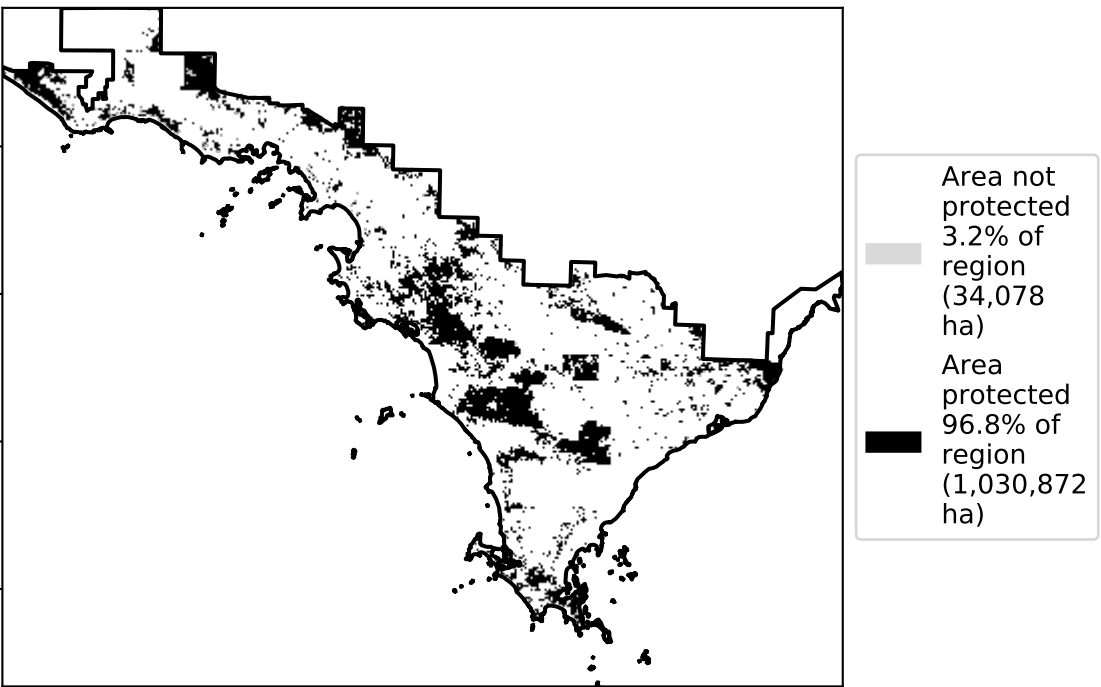 Area not
protected
3.2% of
region
(34,078
ha)
Area
protected
96.8% of
region
(1,030,872
ha)